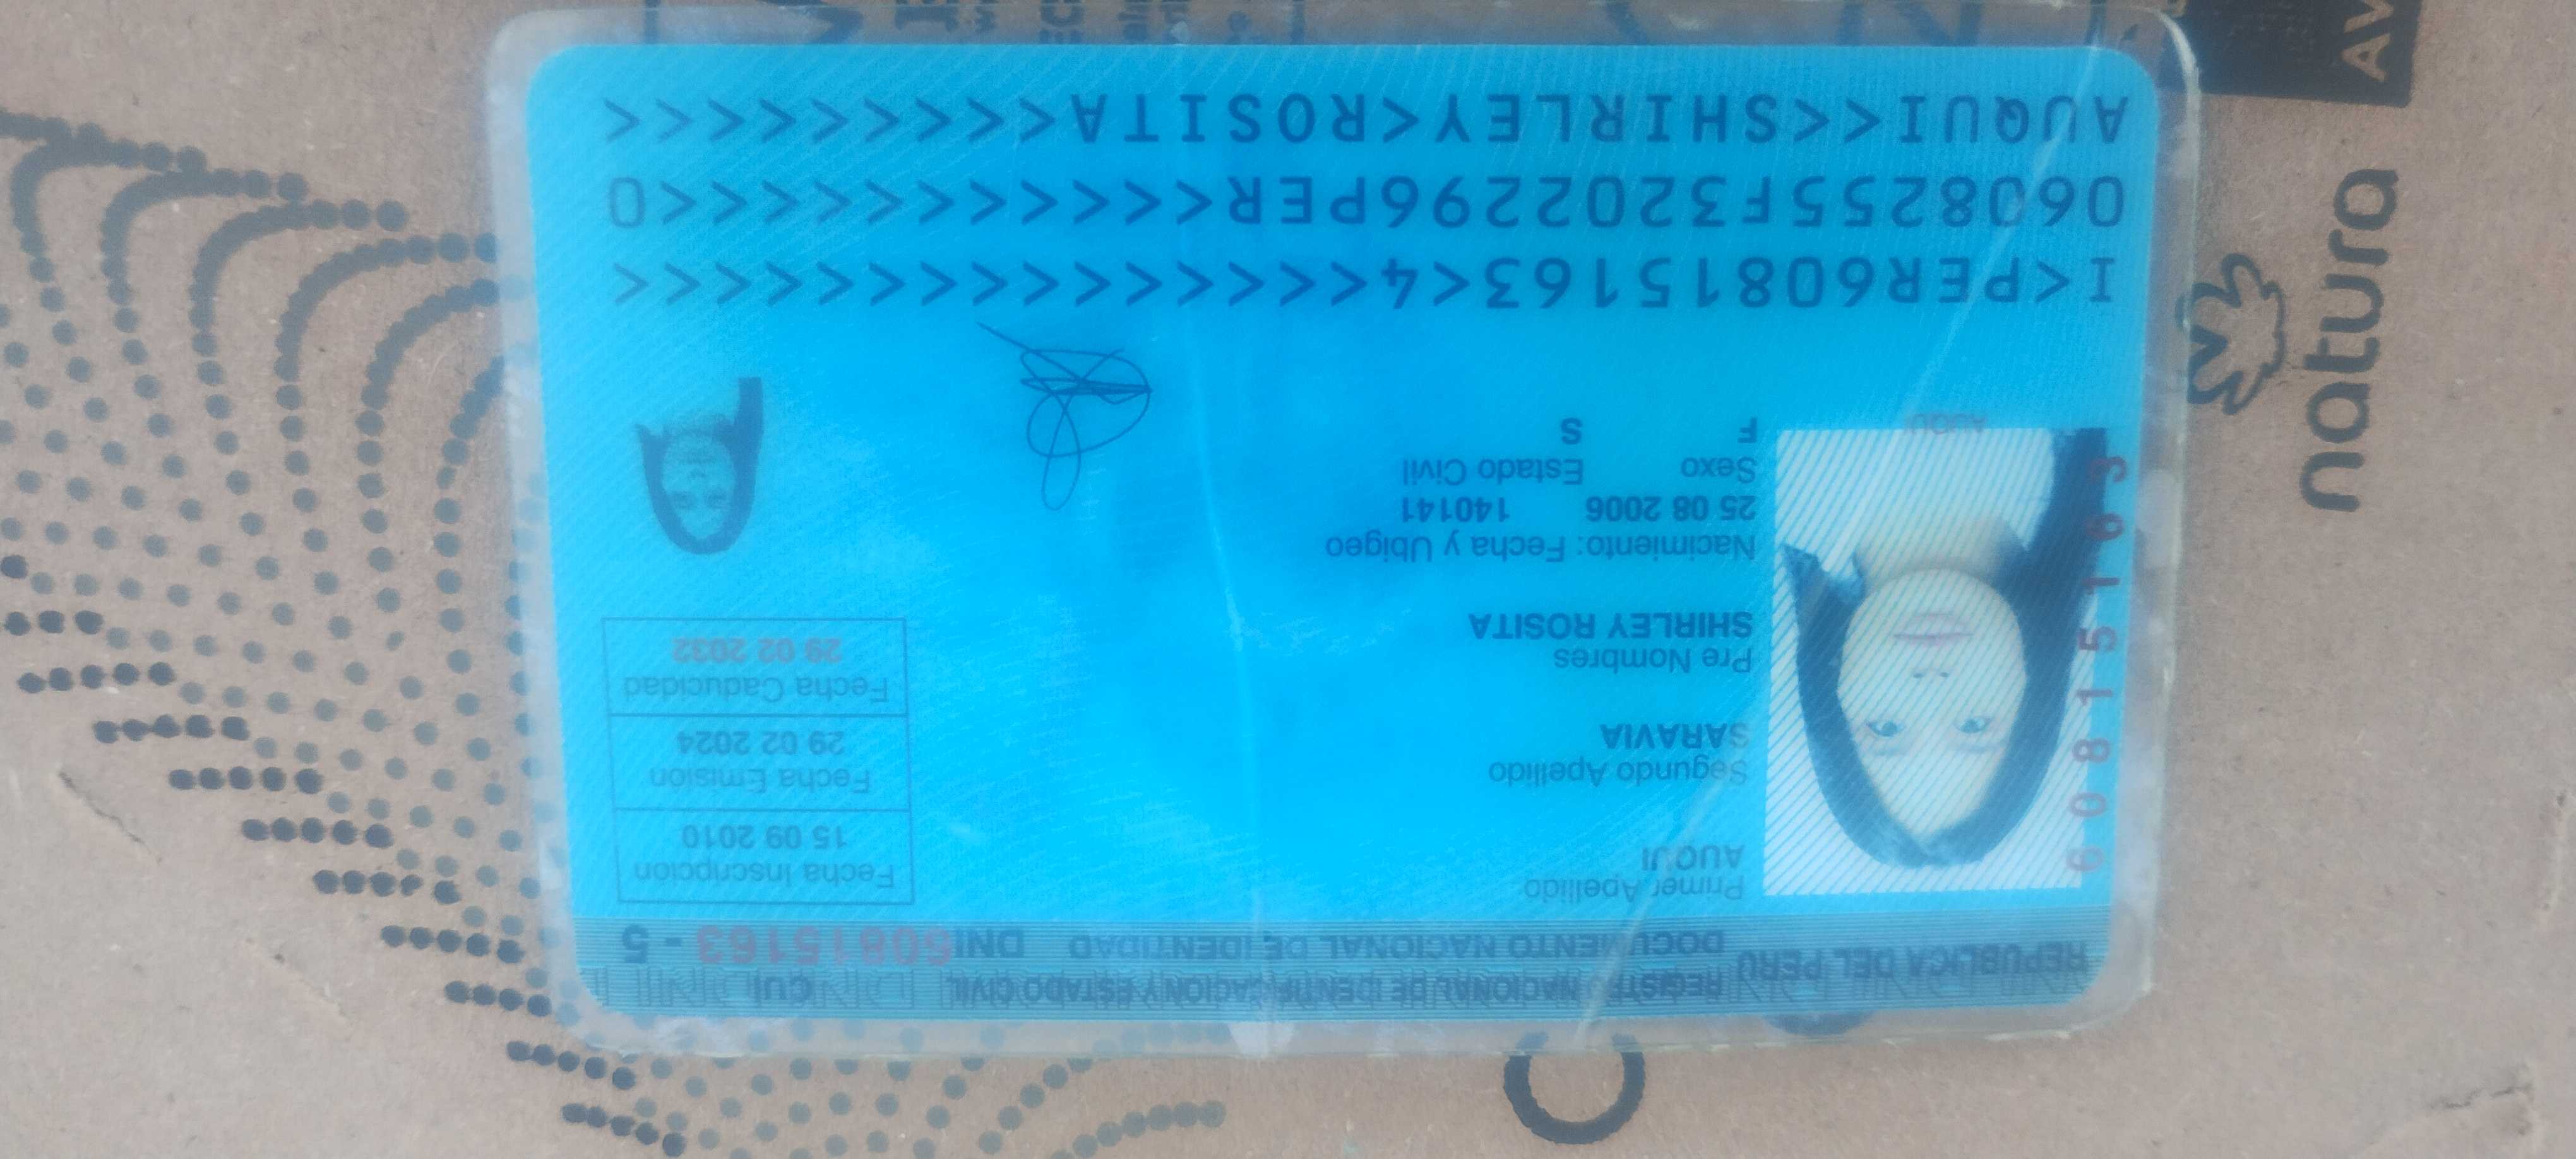 REPUBLICA DEL PERU
REGISTRO NACIONAL DE IDENTIFICACION Y ESTADO CIVIL
CUI
DOCUMENTO NACIONAL DE IDENTIDAD DNI 60815163 - 5
Primer Apellido
AUQUI
Segundo Apellido
SARAVIA
Pre Nombres
SHIRLEY ROSITA
Nacimiento: Fecha y Ubigeo
25 08 2006 140141
Sexo Estado Civil
F S
Fecha Inscripción
15 09 2010
Fecha Emisión
29 02 2024
Fecha Caducidad
29 02 2032
60815163
I<PER60815163<4<<<<<<<<<<<<<<<
0608255F3202296PER<<<<<<<<<<<0
AUQUI<<SHIRLEY<ROSITA<<<<<<<<<
natura
AV